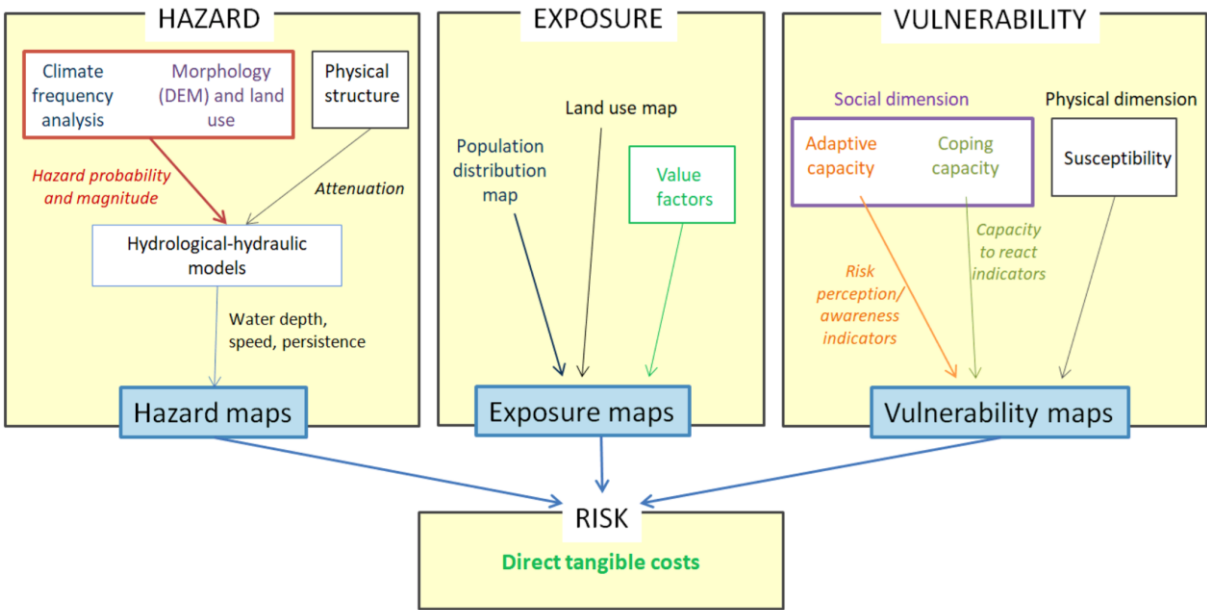 HAZARD
Climate
frequency
analysis
Morphology
(DEM) and land
use
Physical
structure
Hazard probability
and magnitude
Attenuation
Hydrological-hydraulic
models
Water depth,
speed, persistence
Hazard maps
EXPOSURE
Land use map
Population
distribution
map
Value
factors
Exposure maps
VULNERABILITY
Social dimension
Physical dimension
Adaptive
capacity
Coping
capacity
Susceptibility
Capacity
to react
indicators
Risk
perception/
awareness
indicators
Vulnerability maps
RISK
Direct tangible costs